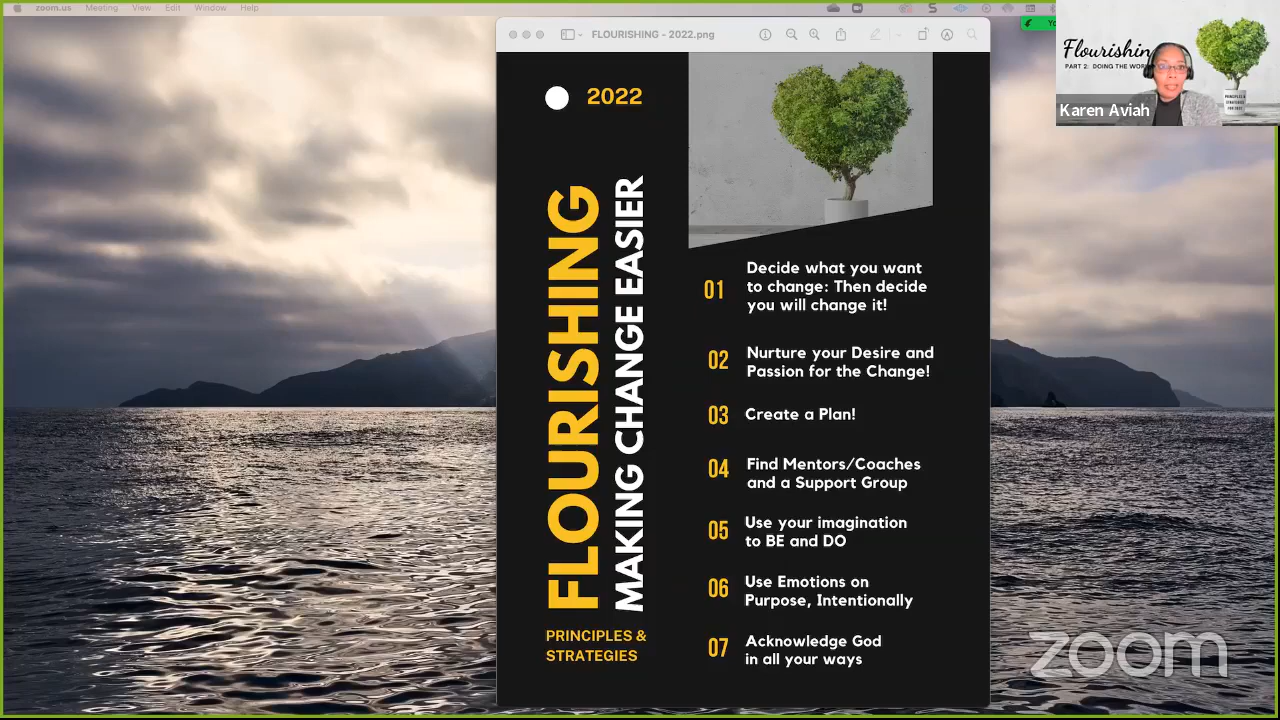 zoom.us Meeting View Edit Window Help
FLOURISHING - 2022.png
2022
FLOURISHING
MAKING CHANGE EASIER
PRINCIPLES &
STRATEGIES
01
Decide what you want
to change: Then decide
you will change it!
02
Nurture your Desire and
Passion for the Change!
03
Create a Plan!
04
Find Mentors/Coaches
and a Support Group
05
Use your imagination
to BE and DO
06
Use Emotions on
Purpose, Intentionally
07
Acknowledge God
in all your ways
PART 2: DOING THE
Karen Aviah
zoom